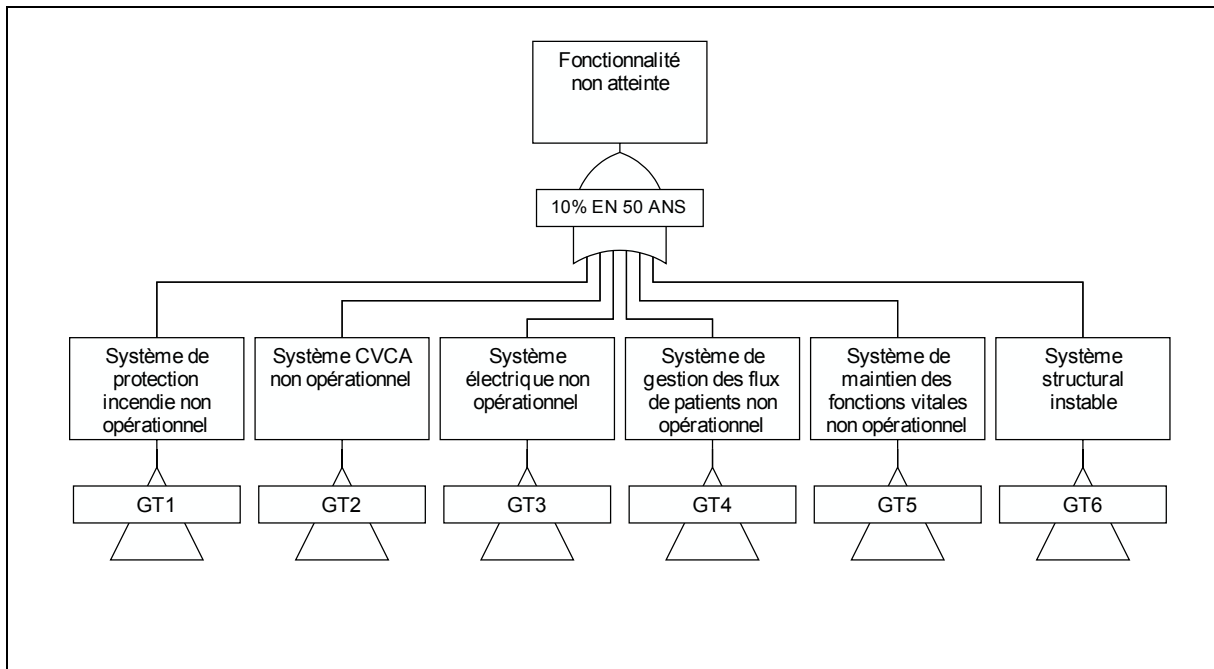 Fonctionnalité
non atteinte
10% EN 50 ANS
Système de
protection
incendie non
opérationnel
Système CVCA
non opérationnel
Système
électrique non
opérationnel
Système de
gestion des flux
de patients non
opérationnel
Système de
maintien des
fonctions vitales
non opérationnel
Système
structural
instable
GT1
GT2
GT3
GT4
GT5
GT6